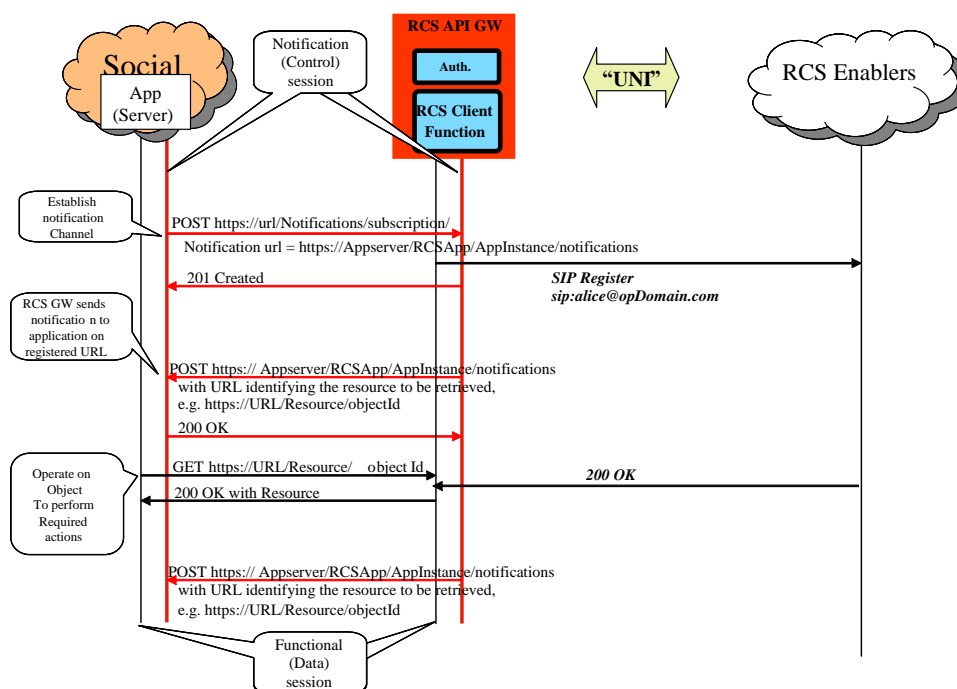 Social
App
(Server)
Notification
(Control)
session
RCS API GW
Auth.
RCS Client
Function
“UNI”
RCS Enablers
Establish
notification
Channel
POST https://url/Notifications/subscription/
Notification url = https://Appserver/RCSApp/AppInstance/notifications
201 Created
SIP Register
sip:alice@opDomain.com
RCS GW sends
notificatio n to
application on
registered URL
POST https:// Appserver/RCSApp/AppInstance/notifications
with URL identifying the resource to be retrieved,
e.g. https://URL/Resource/objectId
200 OK
Operate on
Object
To perform
Required
actions
GET https://URL/Resource/ object Id
200 OK
200 OK with Resource
POST https:// Appserver/RCSApp/AppInstance/notifications
with URL identifying the resource to be retrieved,
e.g. https://URL/Resource/objectId
Functional
(Data)
session